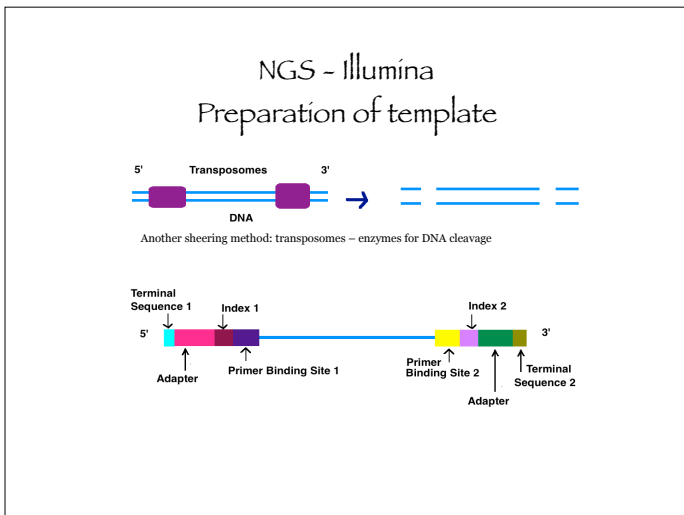 NGS - Illumina
Preparation of template
5' Transposomes 3'
DNA
Another sheering method: transposomes – enzymes for DNA cleavage
Terminal
Sequence 1
Index 1
Index 2
5'
3'
Adapter
Primer Binding Site 1
Primer
Binding Site 2
Adapter
Terminal
Sequence 2